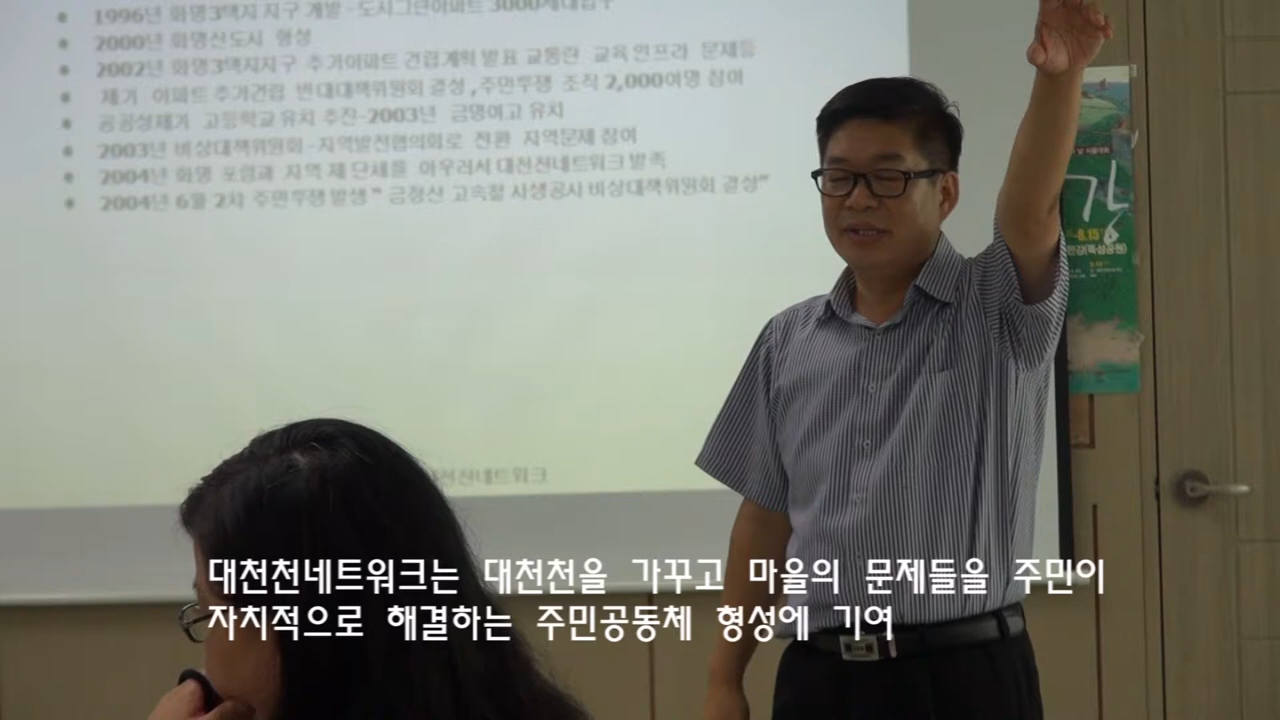 1996년 화명3택지 지구 개발 - 도시그린아파트 3000세대입주
2000년 화명신도시 형성
2002년 화명3택지지구 추가아파트 건립계획 발표 교통란 교육인프라 문제등
제기 아파트 추가건립 반대대책위원회 결성, 주민투쟁 조직 2,000여명 참여
공공성제기 고등학교 유치 추진-2003년 금명여고 유치
2003년 비상대책위원회 - 지역발전협의회로 전환 지역문제 참여
2004년 화명 포럼과 지역 제 단체를 아우러서 대천천네트워크 발족
2004년 6월 2차 주민투쟁 발생 " 금정산 고속철 사생공사 비상대책위원회 결성"
강
-8.15
천천네트워크
대천천네트워크는 대천천을 가꾸고 마을의 문제들을 주민이
자치적으로 해결하는 주민공동체 형성에 기여